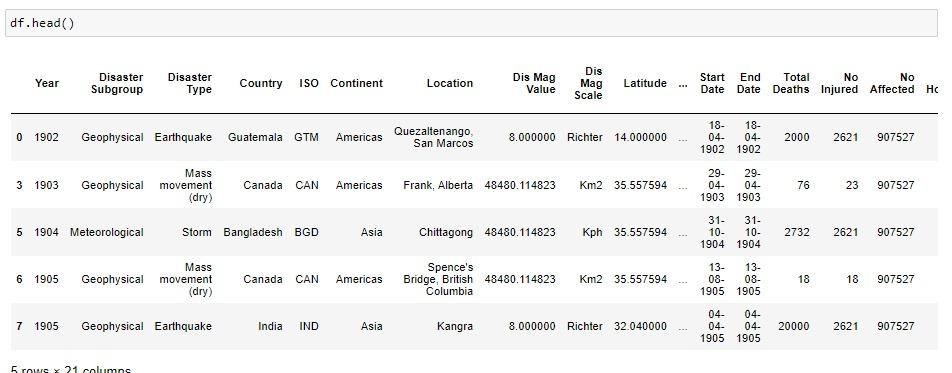 df.head()
Year Disaster Subgroup Disaster Type Country ISO Continent Location Dis Mag Value Dis Mag Scale Latitude ... Start Date End Date Total Deaths No Injured No Affected Ho
0 1902 Geophysical Earthquake Guatemala GTM Americas Quezaltenango, San Marcos 8.000000 Richter 14.000000 ... 18-04-1902 18-04-1902 2000 2621 907527
3 1903 Geophysical Mass movement (dry) Canada CAN Americas Frank, Alberta 48480.114823 Km2 35.557594 ... 29-04-1903 29-04-1903 76 23 907527
5 1904 Meteorological Storm Bangladesh BGD Asia Chittagong 48480.114823 Kph 35.557594 ... 31-10-1904 31-10-1904 2732 2621 907527
6 1905 Geophysical Mass movement (dry) Canada CAN Americas Spence's Bridge, British Columbia 48480.114823 Km2 35.557594 ... 13-08-1905 13-08-1905 18 18 907527
7 1905 Geophysical Earthquake India IND Asia Kangra 8.000000 Richter 32.040000 ... 04-04-1905 04-04-1905 20000 2621 907527
5 rows × 21 columns